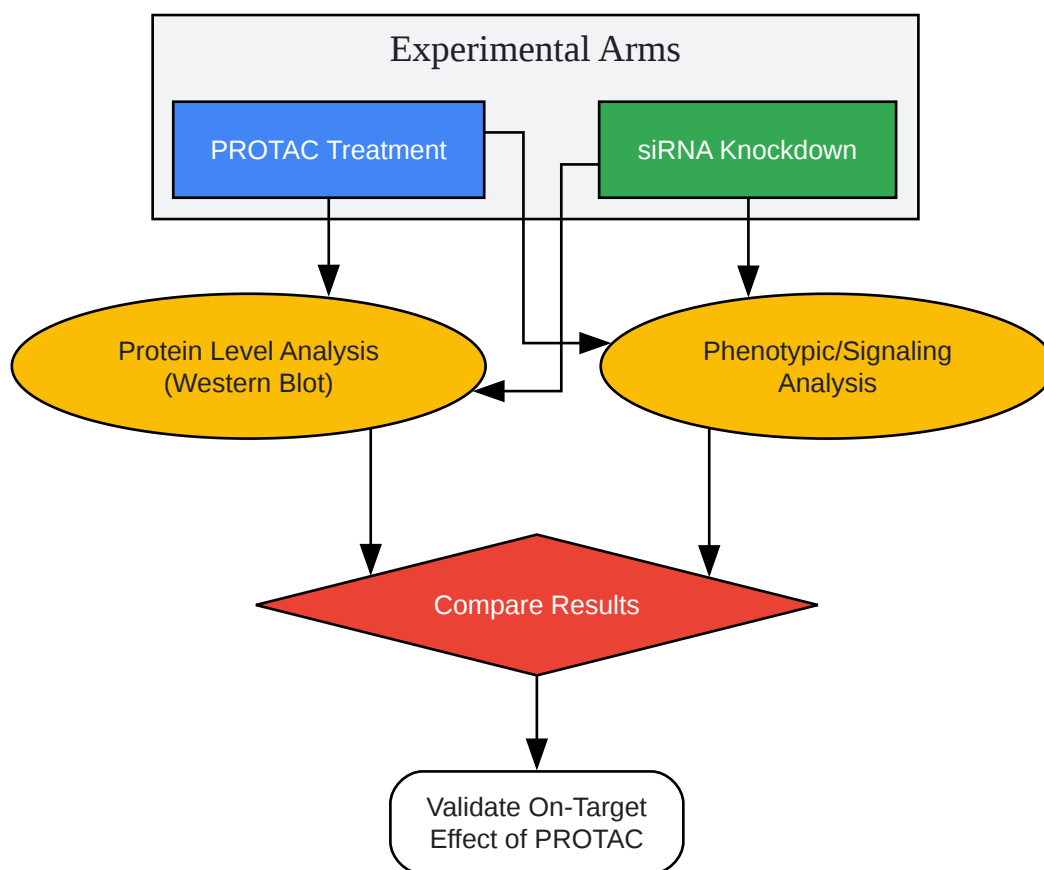 Experimental Arms
PROTAC Treatment
siRNA Knockdown
Protein Level Analysis
(Western Blot)
Phenotypic/Signaling
Analysis
Compare Results
Validate On-Target
Effect of PROTAC